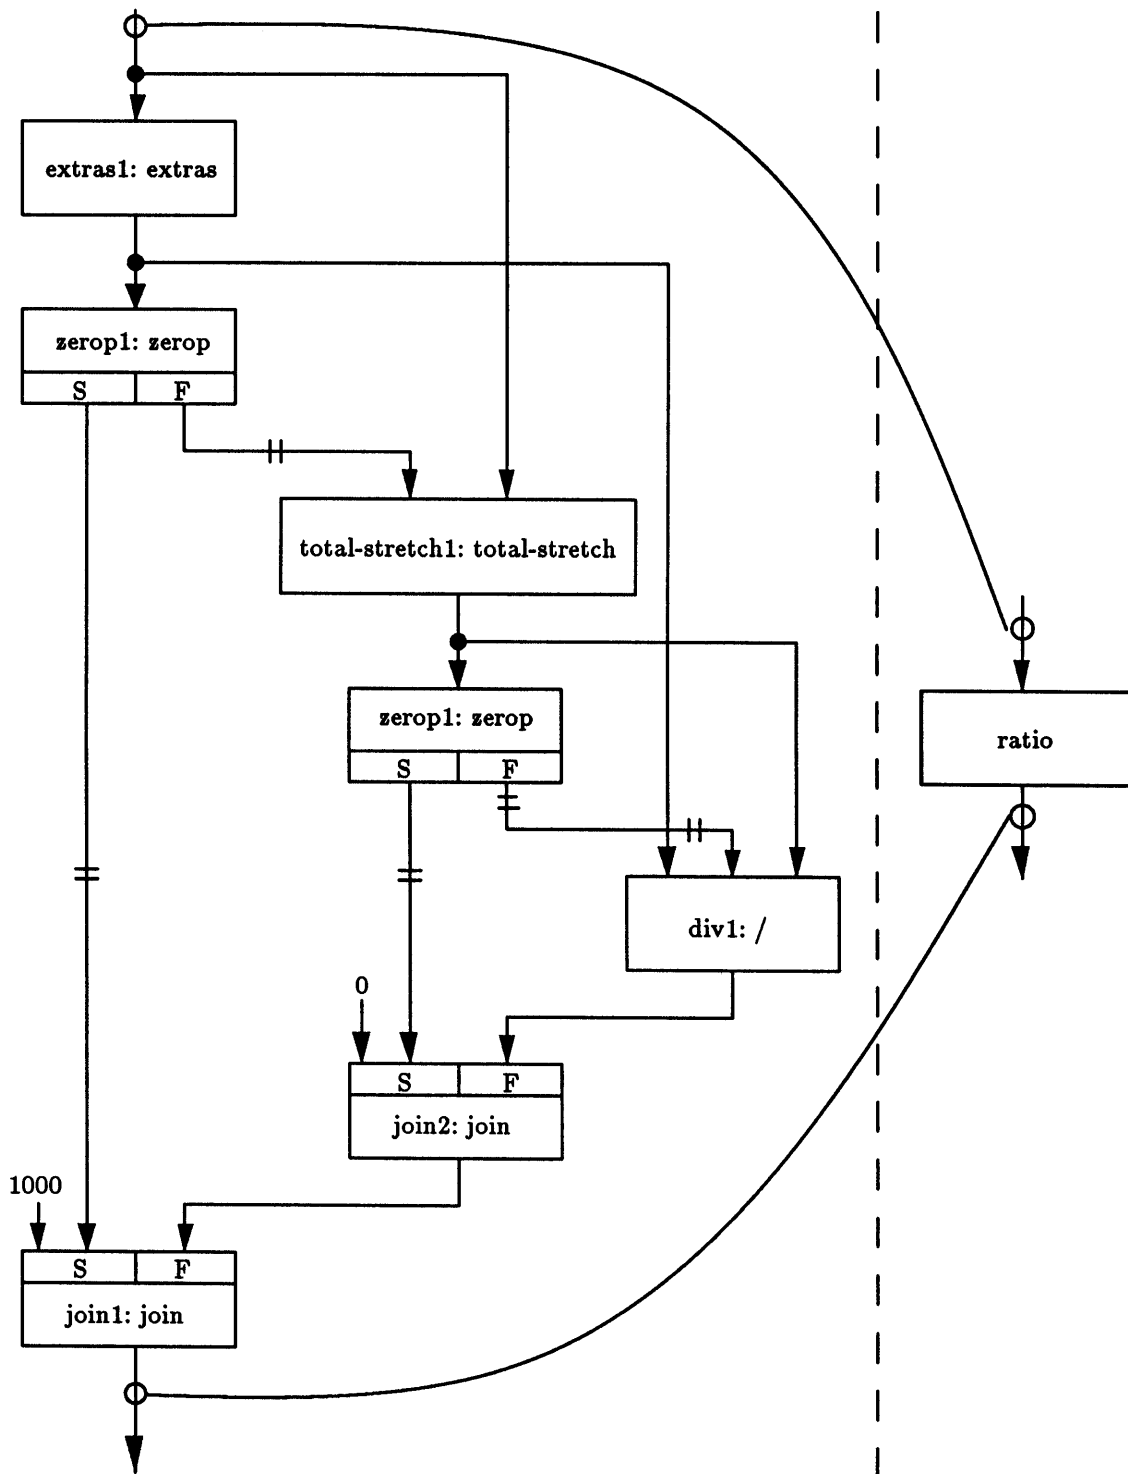 extras1: extras
zerop1: zerop
S F
total-stretch1: total-stretch
zerop1: zerop
S F
ratio
div1: /
0
S F
join2: join
1000
S F
join1: join